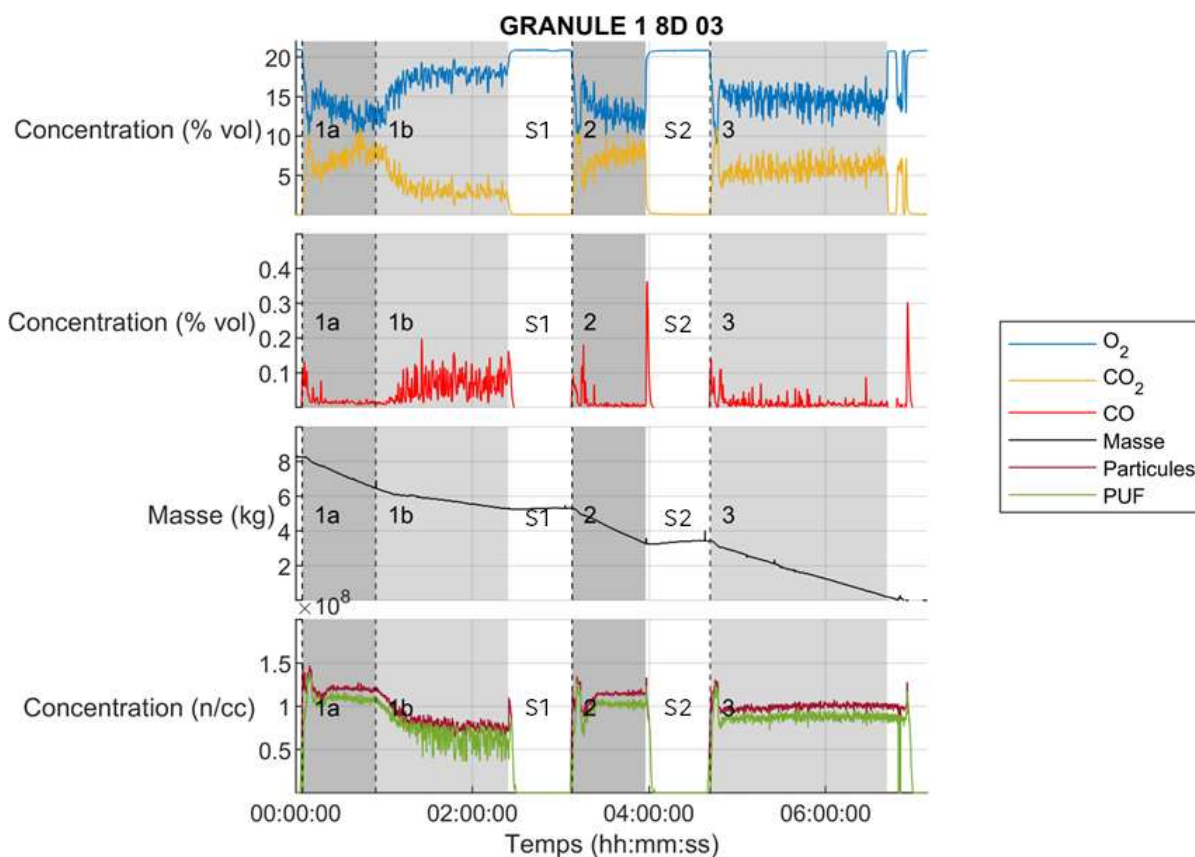 GRANULE 1 8D 03
20
15
Concentration (% vol)
10
5
1a 1b S1 2 S2 3
0.4
0.3
Concentration (% vol)
0.2
0.1
1a 1b S1 2 S2 3
8
6
Masse (kg)
4
2
1a 1b S1 2 S2 3
×10⁸
1.5
Concentration (n/cc)
1
0.5
1a 1b S1 2 S2 3
00:00:00 02:00:00 04:00:00 06:00:00
Temps (hh:mm:ss)
O₂
CO₂
CO
Masse
Particules
PUF